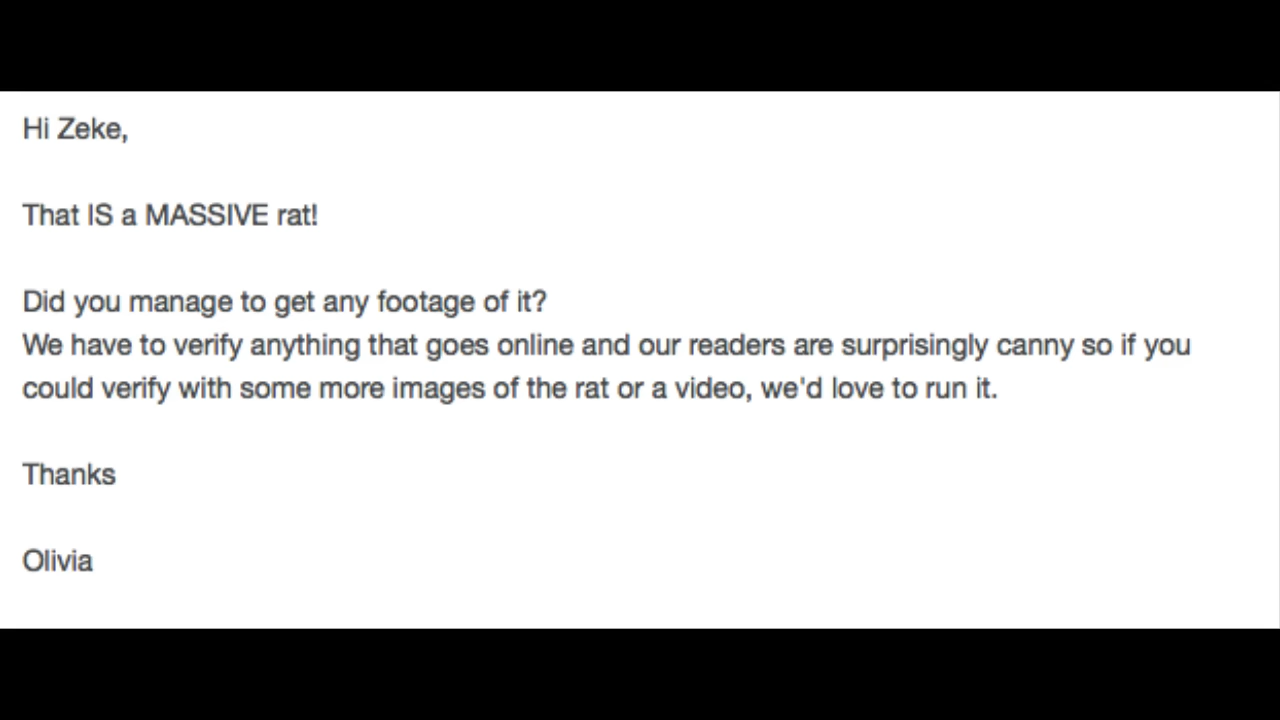 Hi Zeke,
That IS a MASSIVE rat!
Did you manage to get any footage of it?
We have to verify anything that goes online and our readers are surprisingly canny so if you
could verify with some more images of the rat or a video, we'd love to run it.
Thanks
Olivia